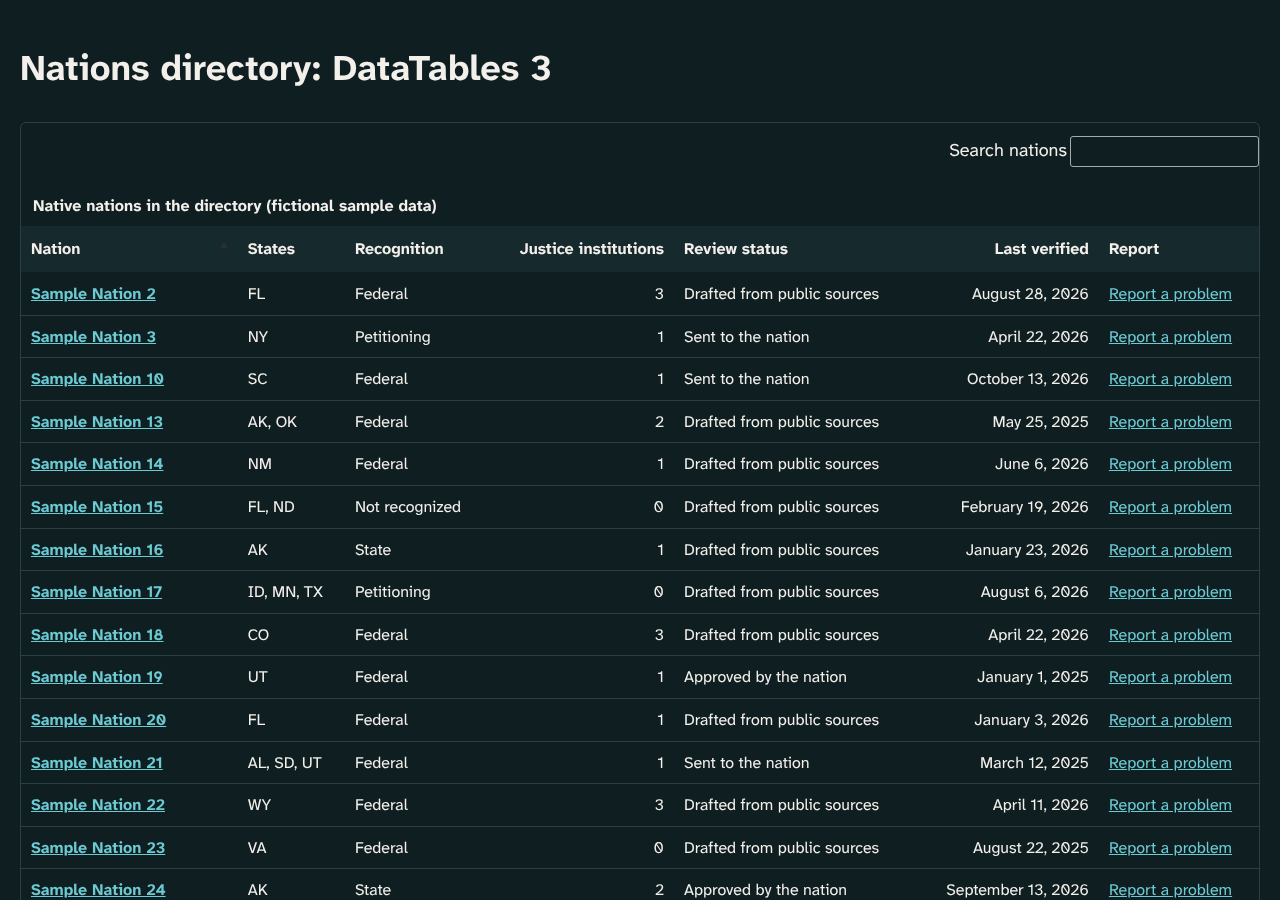 Nations directory: DataTables 3
Search nations
Native nations in the directory (fictional sample data)
Nation States Recognition Justice institutions Review status Last verified Report
Sample Nation 2 FL Federal 3 Drafted from public sources August 28, 2026 Report a problem
Sample Nation 3 NY Petitioning 1 Sent to the nation April 22, 2026 Report a problem
Sample Nation 10 SC Federal 1 Sent to the nation October 13, 2026 Report a problem
Sample Nation 13 AK, OK Federal 2 Drafted from public sources May 25, 2025 Report a problem
Sample Nation 14 NM Federal 1 Drafted from public sources June 6, 2026 Report a problem
Sample Nation 15 FL, ND Not recognized 0 Drafted from public sources February 19, 2026 Report a problem
Sample Nation 16 AK State 1 Drafted from public sources January 23, 2026 Report a problem
Sample Nation 17 ID, MN, TX Petitioning 0 Drafted from public sources August 6, 2026 Report a problem
Sample Nation 18 CO Federal 3 Drafted from public sources April 22, 2026 Report a problem
Sample Nation 19 UT Federal 1 Approved by the nation January 1, 2025 Report a problem
Sample Nation 20 FL Federal 1 Drafted from public sources January 3, 2026 Report a problem
Sample Nation 21 AL, SD, UT Federal 1 Sent to the nation March 12, 2025 Report a problem
Sample Nation 22 WY Federal 3 Drafted from public sources April 11, 2026 Report a problem
Sample Nation 23 VA Federal 0 Drafted from public sources August 22, 2025 Report a problem
Sample Nation 24 AK State 2 Approved by the nation September 13, 2026 Report a problem